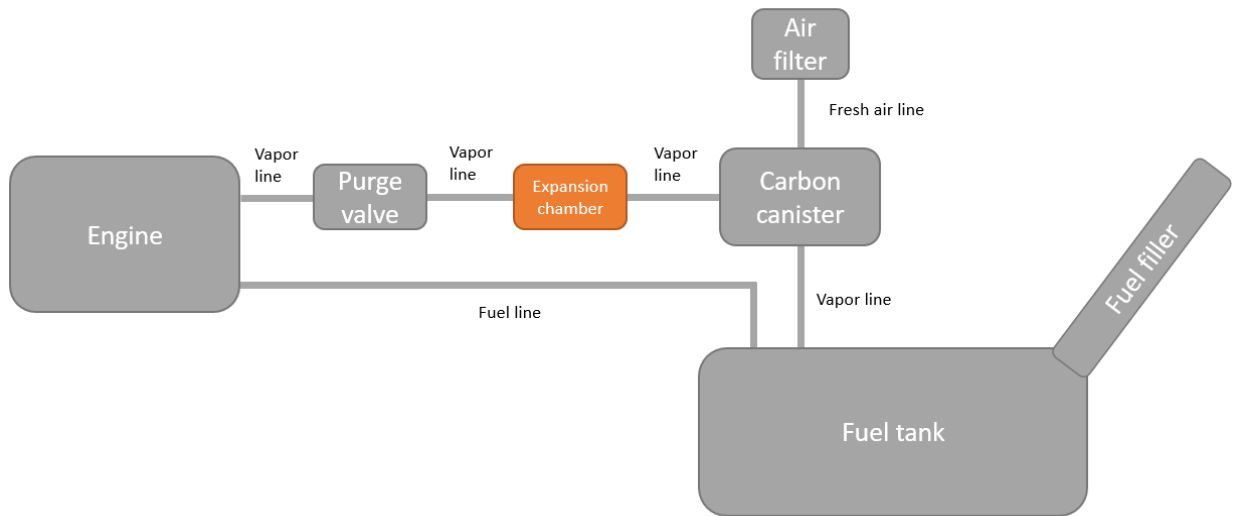 Air
filter
Fresh air line
Vapor
line
Vapor
line
Vapor
line
Engine
Purge
valve
Expansion
chamber
Carbon
canister
Fuel filler
Fuel line
Vapor line
Fuel tank